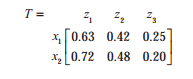 T = z₁ z₂ z₃
x₁ [ 0.63 0.42 0.25 ]
x₂ [ 0.72 0.48 0.20 ]